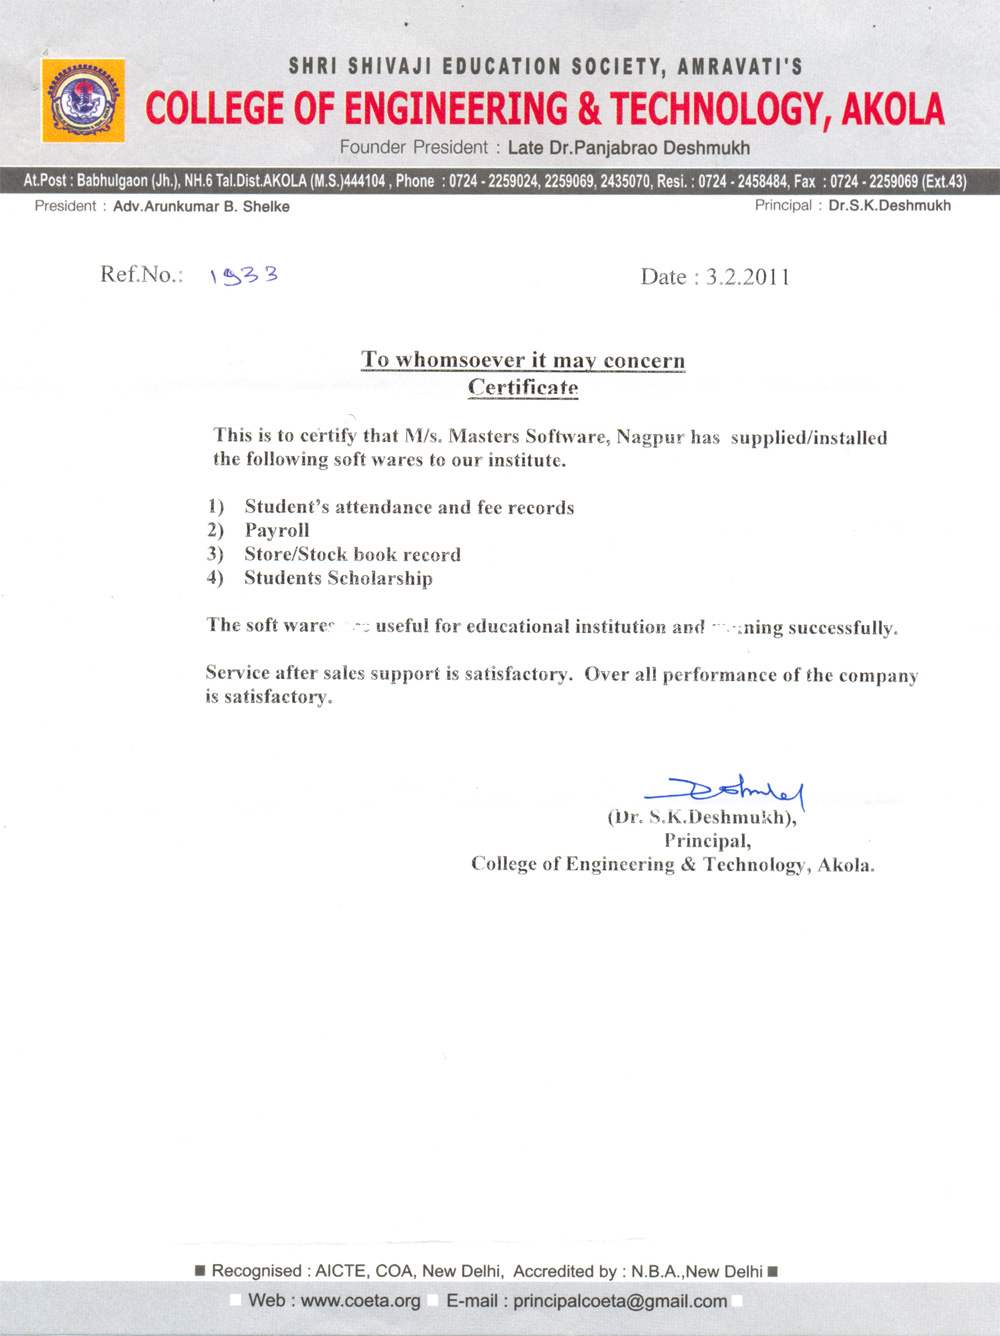 SHRI SHIVAJI EDUCATION SOCIETY, AMRAVATI'S
COLLEGE OF ENGINEERING & TECHNOLOGY, AKOLA
Founder President : Late Dr.Panjabrao Deshmukh
At.Post : Babhulgaon (Jh.), NH.6 Tal.Dist.AKOLA (M.S.)444104 , Phone : 0724 - 2259024, 2259069, 2435070, Resi. : 0724 - 2458484, Fax : 0724 - 2259069 (Ext.43)
President : Adv.Arunkumar B. Shelke
Principal : Dr.S.K.Deshmukh
Ref.No.: 1933
Date : 3.2.2011
To whomsoever it may concern
Certificate
This is to certify that M/s. Masters Software, Nagpur has supplied/installed
the following soft wares to our institute.
1) Student's attendance and fee records
2) Payroll
3) Store/Stock book record
4) Students Scholarship
The soft wares useful for educational institution and successfully.
Service after sales support is satisfactory. Over all performance of the company
is satisfactory.
Deshmukh
(Dr. S.K.Deshmukh),
Principal,
College of Engineering & Technology, Akola.
Recognised : AICTE, COA, New Delhi, Accredited by : N.B.A.,New Delhi
Web : www.coeta.org E-mail : principalcoeta@gmail.com